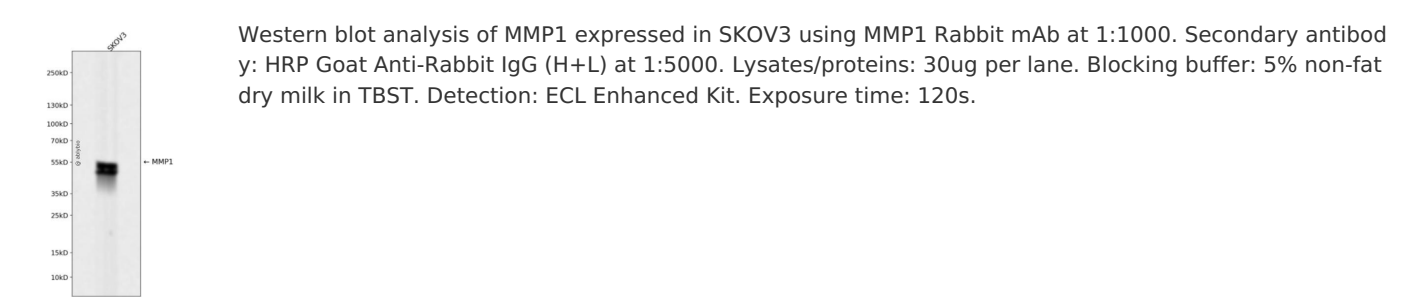 SKOV3
Western blot analysis of MMP1 expressed in SKOV3 using MMP1 Rabbit mAb at 1:1000. Secondary antibod
y: HRP Goat Anti-Rabbit IgG (H+L) at 1:5000. Lysates/proteins: 30ug per lane. Blocking buffer: 5% non-fat
dry milk in TBST. Detection: ECL Enhanced Kit. Exposure time: 120s.
250kD
130kD
100kD
70kD
55kD
← MMP1
35kD
25kD
15kD
10kD